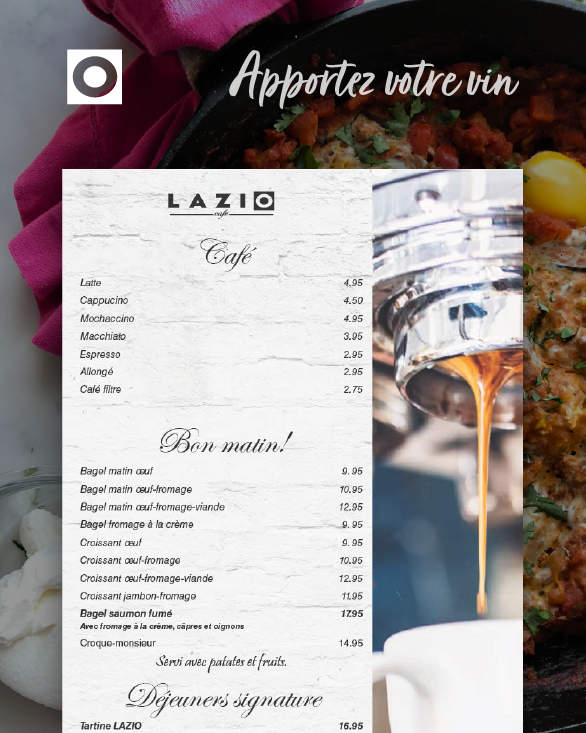 Apportez votre vin
LAZIO
café
Café
Latte 4.95
Cappucino 4.50
Mochaccino 4.95
Macchiato 3.95
Espresso 2.95
Allongé 2.95
Café filtre 2.75
Bon matin!
Bagel matin œuf 9.95
Bagel matin œuf-fromage 10.95
Bagel matin œuf-fromage-viande 12.95
Bagel fromage à la crème 9.95
Croissant œuf 9.95
Croissant œuf-fromage 10.95
Croissant œuf-fromage-viande 12.95
Croissant jambon-fromage 11.95
Bagel saumon fumé 17.95
Avec fromage à la crème, câpres et oignons
Croque-monsieur 14.95
Servi avec patates et fruits.
Déjeuners signature
Tartine LAZIO 16.95